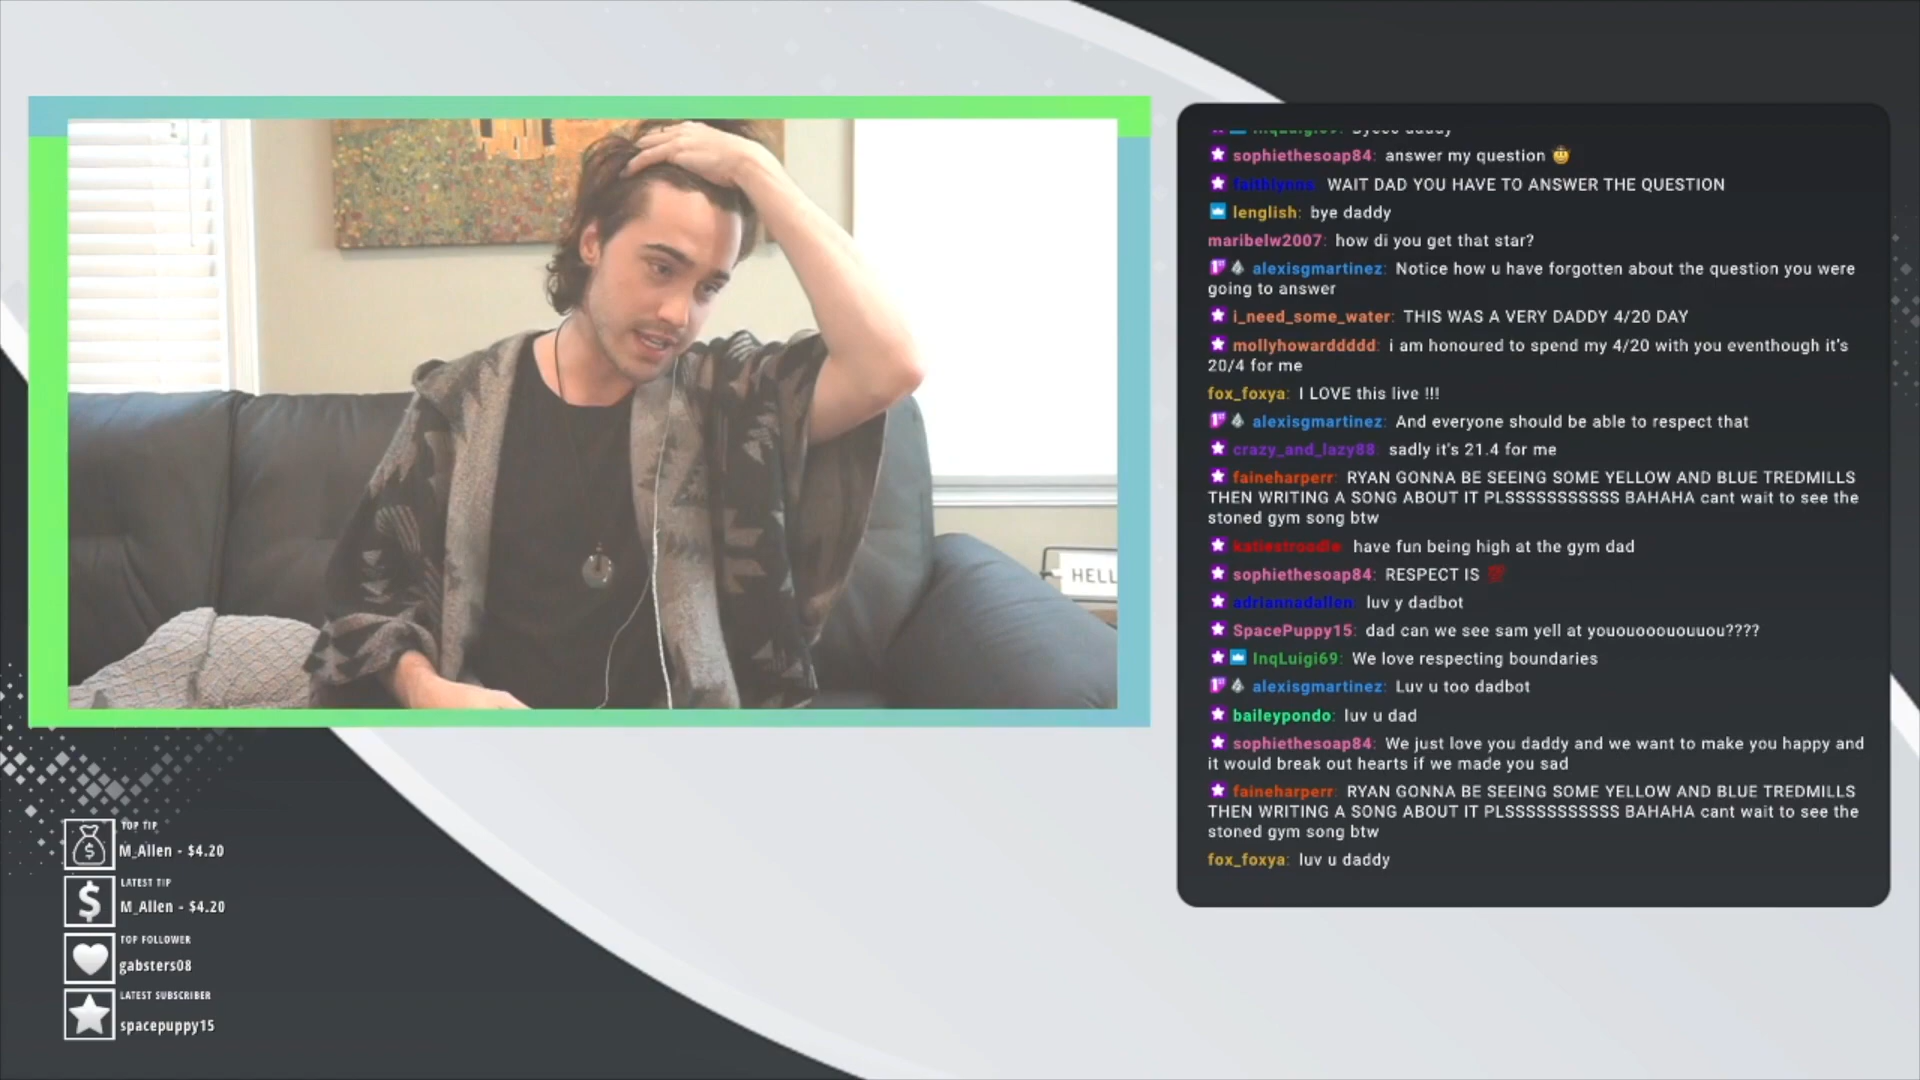 HELL
sophiethesoap84: answer my question
faithlynns: WAIT DAD YOU HAVE TO ANSWER THE QUESTION
lenglish: bye daddy
maribelw2007: how di you get that star?
alexisgmartinez: Notice how u have forgotten about the question you were
going to answer
i_need_some_water: THIS WAS A VERY DADDY 4/20 DAY
mollyhowarddddd: i am honoured to spend my 4/20 with you eventhough it's
20/4 for me
fox_foxya: I LOVE this live !!!
alexisgmartinez: And everyone should be able to respect that
crazy_and_lazy88: sadly it's 21.4 for me
faineharperr: RYAN GONNA BE SEEING SOME YELLOW AND BLUE TREDMILLS
THEN WRITING A SONG ABOUT IT PLSSSSSSSSSSS BAHAHA cant wait to see the
stoned gym song btw
katiestroodle: have fun being high at the gym dad
sophiethesoap84: RESPECT IS 💯
adriannadallen: luv y dadbot
SpacePuppy15: dad can we see sam yell at yououoouououuou????
InqLuigi69: We love respecting boundaries
alexisgmartinez: Luv u too dadbot
baileypondo: luv u dad
sophiethesoap84: We just love you daddy and we want to make you happy and
it would break out hearts if we made you sad
faineharperr: RYAN GONNA BE SEEING SOME YELLOW AND BLUE TREDMILLS
THEN WRITING A SONG ABOUT IT PLSSSSSSSSSSS BAHAHA cant wait to see the
stoned gym song btw
fox_foxya: luv u daddy
TOP TIP
M_Allen - $4.20
LATEST TIP
M_Allen - $4.20
TOP FOLLOWER
gabsters08
LATEST SUBSCRIBER
spacepuppy15